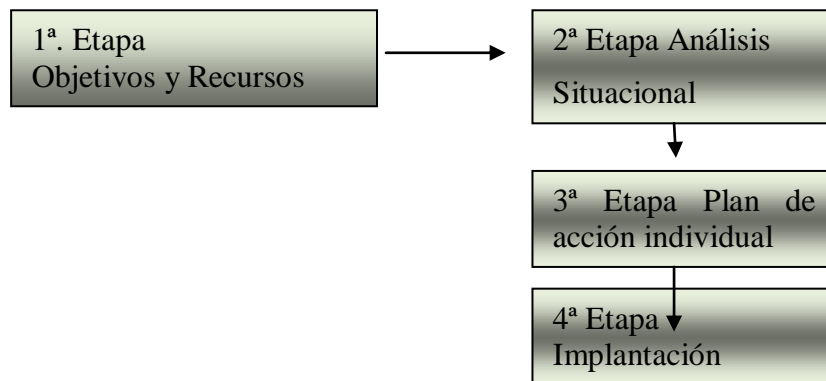 1ª. Etapa
Objetivos y Recursos
2ª Etapa Análisis
Situacional
3ª Etapa Plan de
acción individual
4ª Etapa
Implantación